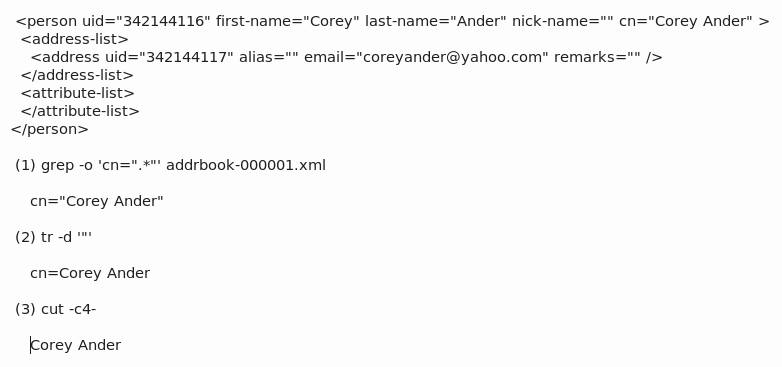 <person uid="342144116" first-name="Corey" last-name="Ander" nick-name="" cn="Corey Ander" >
<address-list>
<address uid="342144117" alias="" email="coreyander@yahoo.com" remarks="" />
</address-list>
<attribute-list>
</attribute-list>
</person>
(1) grep -o 'cn=".*"' addrbook-000001.xml
cn="Corey Ander"
(2) tr -d '"'
cn=Corey Ander
(3) cut -c4-
Corey Ander